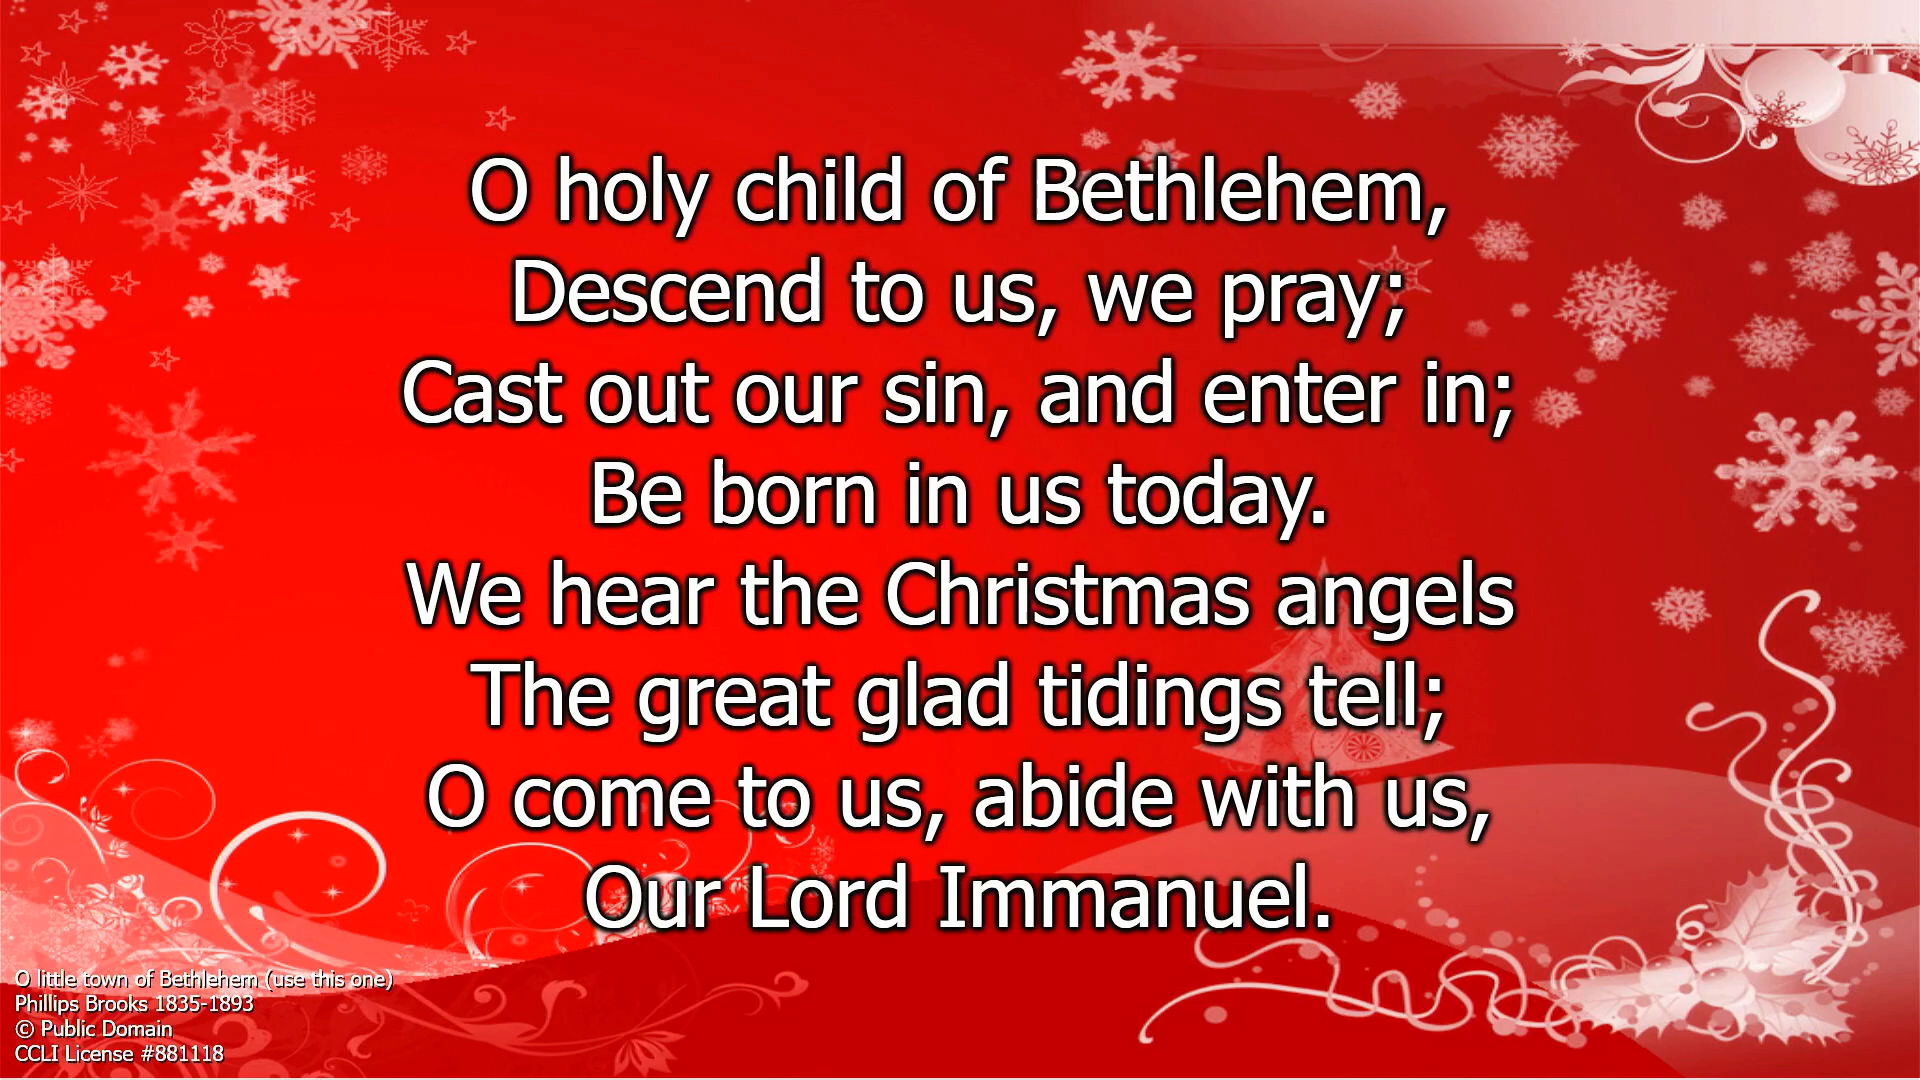 O holy child of Bethlehem,
Descend to us, we pray;
Cast out our sin, and enter in;
Be born in us today.
We hear the Christmas angels
The great glad tidings tell;
O come to us, abide with us,
Our Lord Immanuel.
O little town of Bethlehem (use this one)
Phillips Brooks 1835-1893
© Public Domain
CCLI License #881118